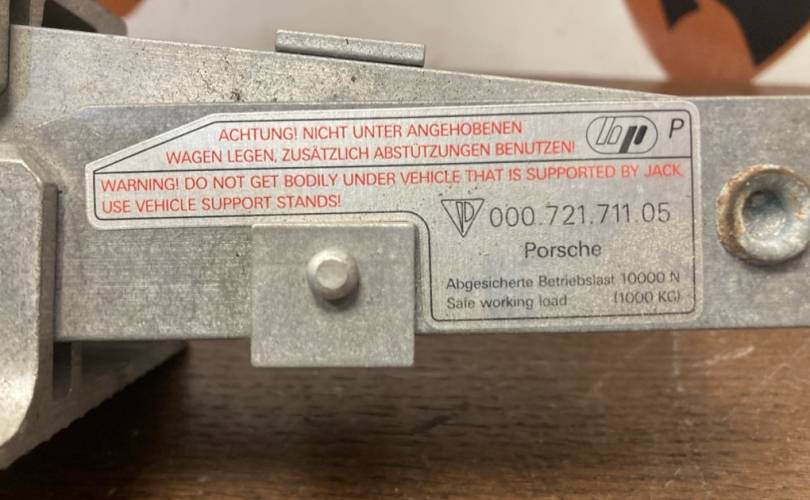 ACHTUNG! NICHT UNTER ANGEHOBENEN
WAGEN LEGEN, ZUSÄTZLICH ABSTÜTZUNGEN BENUTZEN!
bp P
WARNING! DO NOT GET BODILY UNDER VEHICLE THAT IS SUPPORTED BY JACK,
USE VEHICLE SUPPORT STANDS!
000.721.711.05
Porsche
Abgesicherte Betriebslast 10000 N
Safe working load (1000 KG)